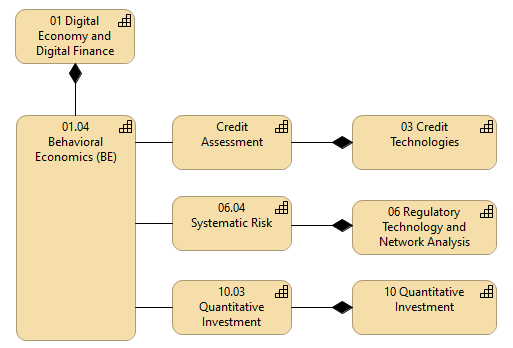 01 Digital
Economy and
Digital Finance
01.04
Behavioral
Economics (BE)
Credit
Assessment
03 Credit
Technologies
06.04
Systematic Risk
06 Regulatory
Technology and
Network Analysis
10.03
Quantitative
Investment
10 Quantitative
Investment